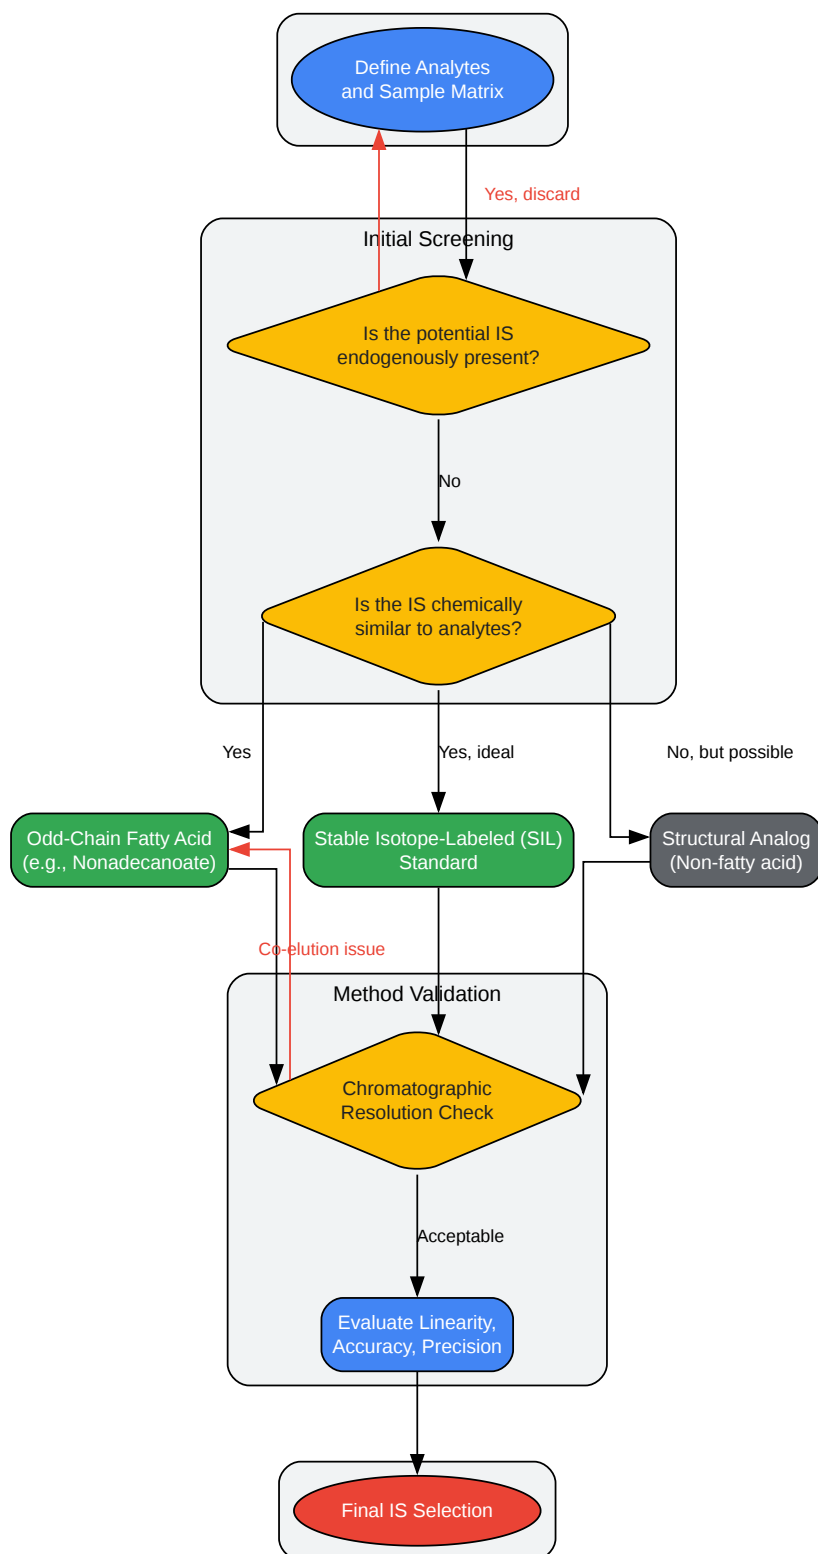 Define Analytes
and Sample Matrix
Yes, discard
Initial Screening
Is the potential IS
endogenously present?
No
Is the IS chemically
similar to analytes?
Yes
Yes, ideal
No, but possible
Odd-Chain Fatty Acid
(e.g., Nonadecanoate)
Stable Isotope-Labeled (SIL)
Standard
Structural Analog
(Non-fatty acid)
Co-elution issue
Method Validation
Chromatographic
Resolution Check
Acceptable
Evaluate Linearity,
Accuracy, Precision
Final IS Selection